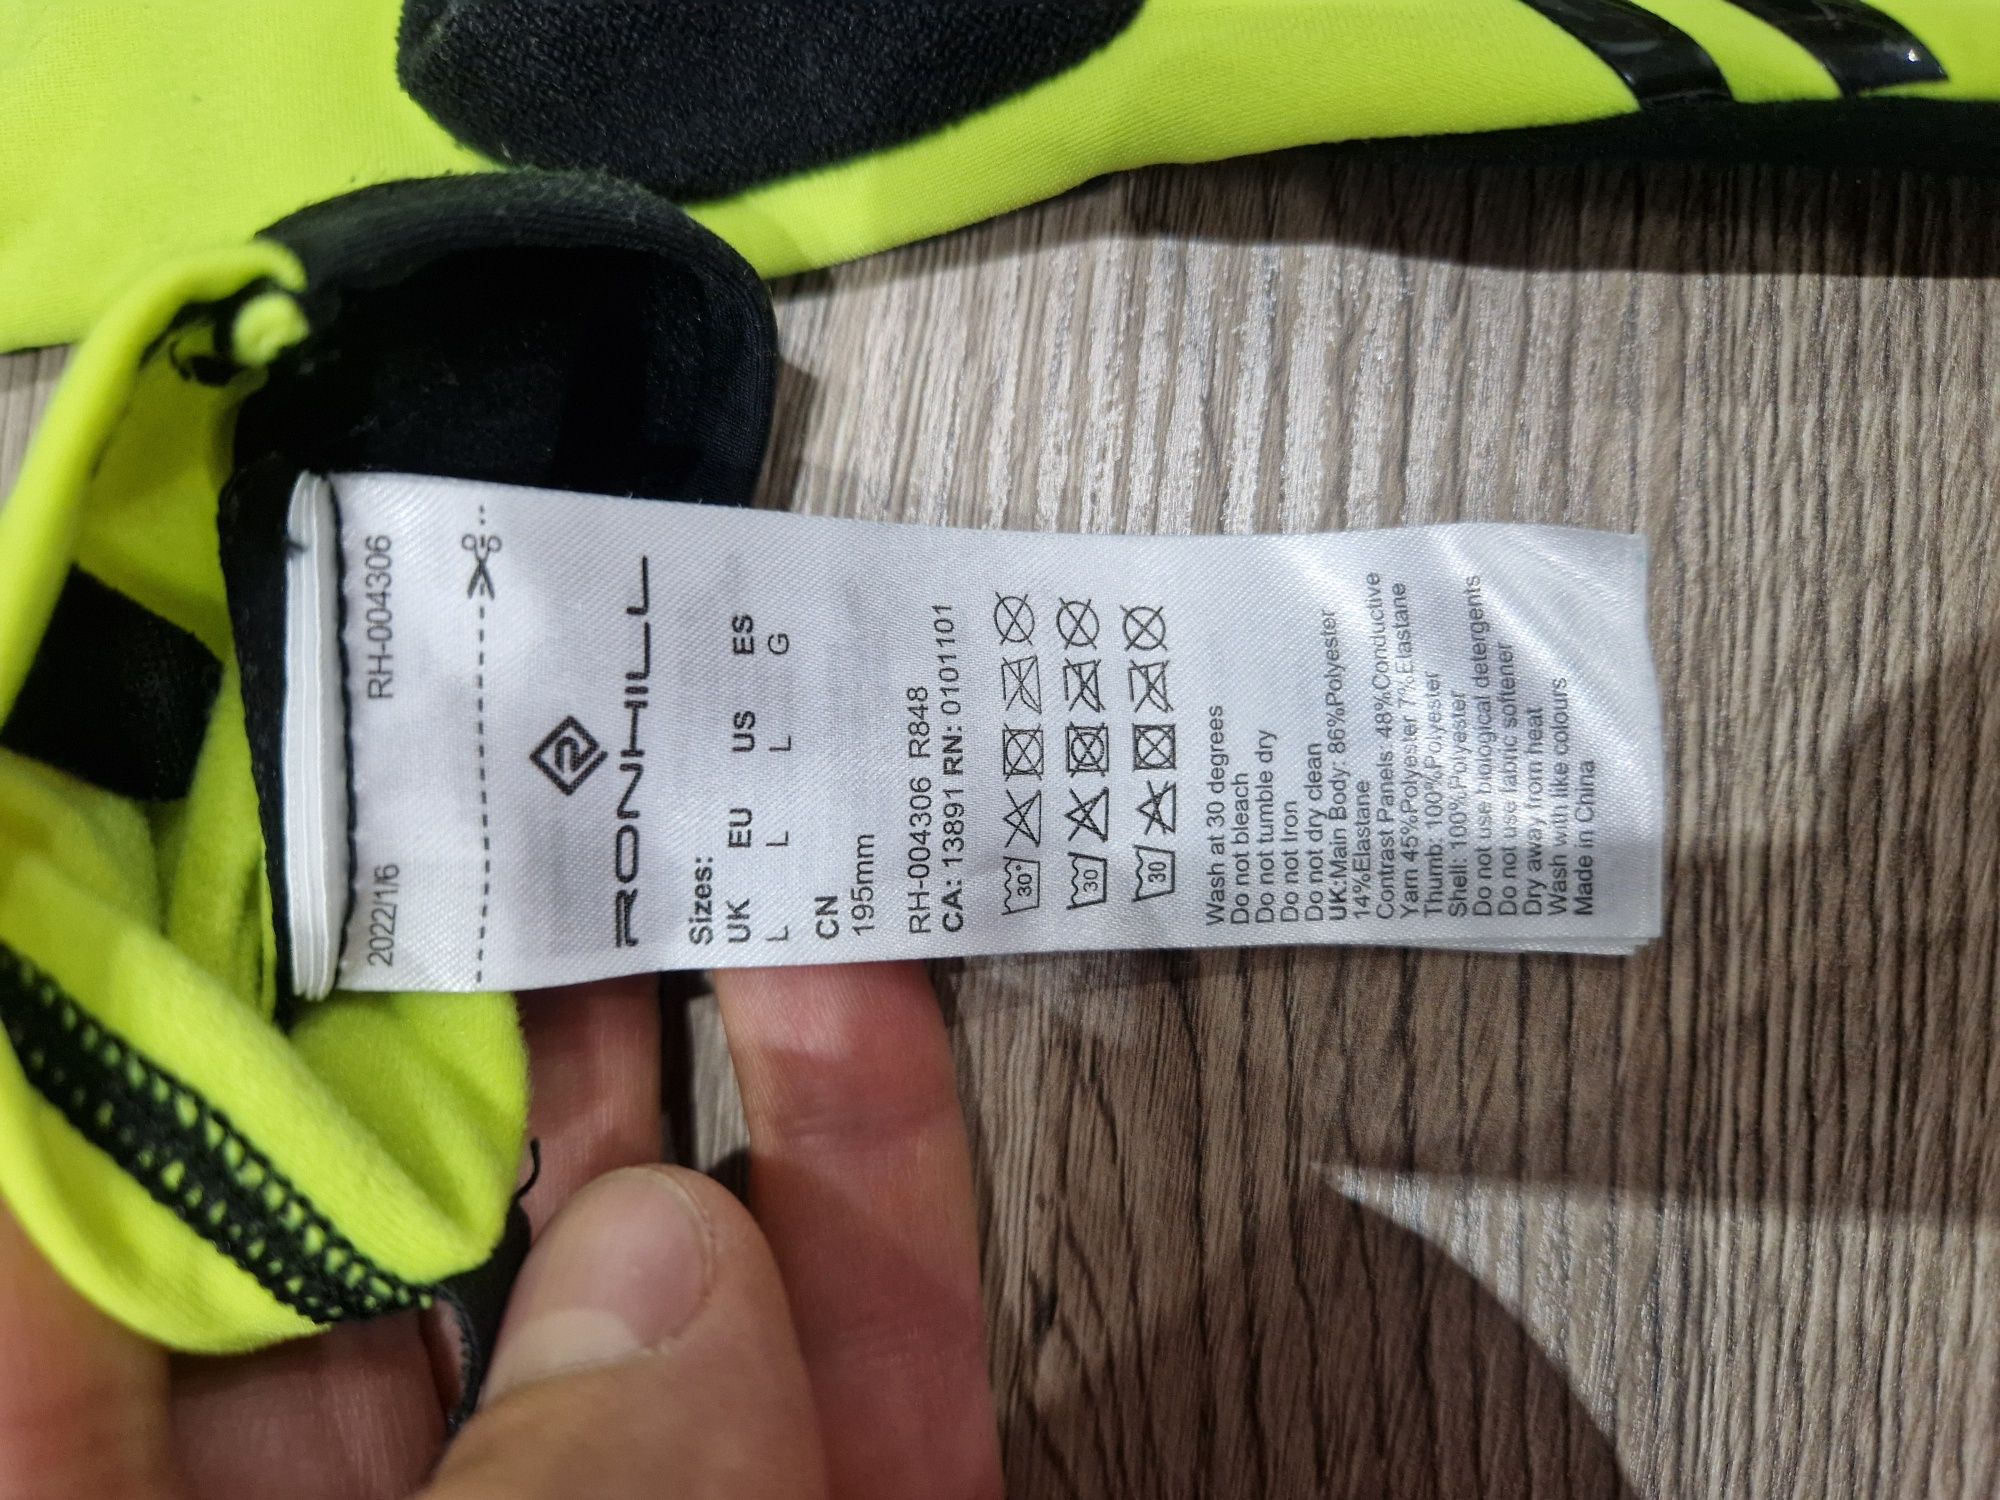 2022/1/6 RH-004306
RONHILL
Sizes:
UK EU US ES
L L L G
CN
195mm
RH-004306 R848
CA: 13891 RN: 0101101
30°
30
30
Wash at 30 degrees
Do not bleach
Do not tumble dry
Do not Iron
Do not dry clean
UK:Main Body: 86%Polyester
14%Elastane
Contrast Panels: 48%Conductive
Yarn 45%Polyester 7%Elastane
Thumb: 100%Polyester
Shell: 100%Polyester
Do not use biological detergents
Do not use fabric softener
Dry away from heat
Wash with like colours
Made in China